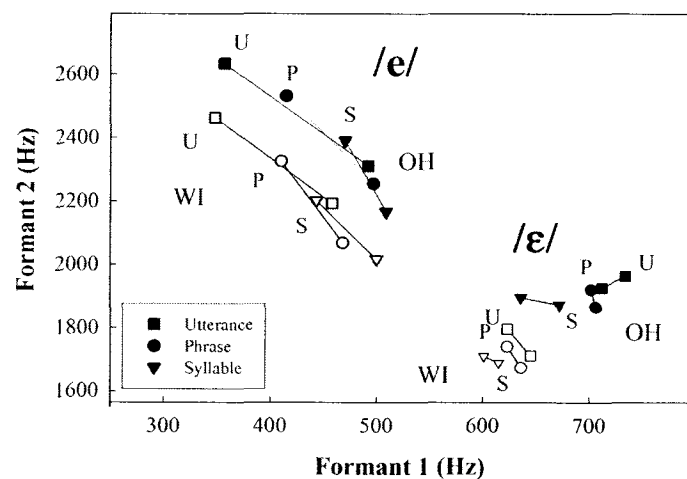 U
/e/
P
2600
S
2400
OH
U
P
WI
2200
S
/ɛ/
2000
P
U
1800
U
S
P
OH
WI
S
1600
Utterance
Phrase
Syllable
300
400
500
600
700
Formant 1 (Hz)
Formant 2 (Hz)